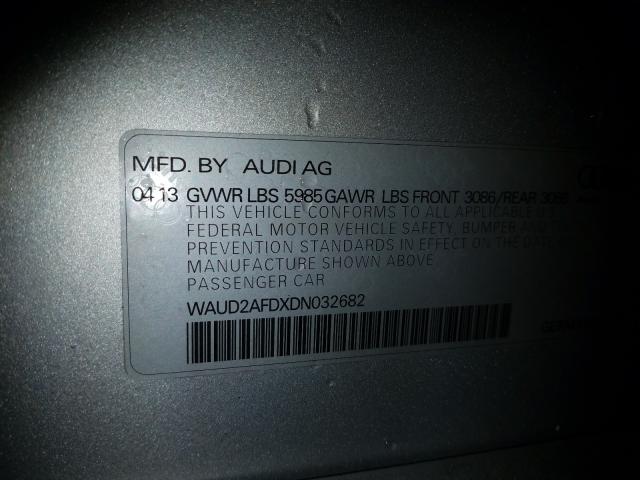 MFD. BY AUDI AG
04 13 GVWR LBS 5985 GAWR LBS FRONT 3086/REAR
THIS VEHICLE CONFORMS TO ALL APPLICABLE U.S.
FEDERAL MOTOR VEHICLE SAFETY, BUMPER AND
PREVENTION STANDARDS IN EFFECT ON THE DATE
MANUFACTURE SHOWN ABOVE
PASSENGER CAR
WAUD2AFDXDN032682